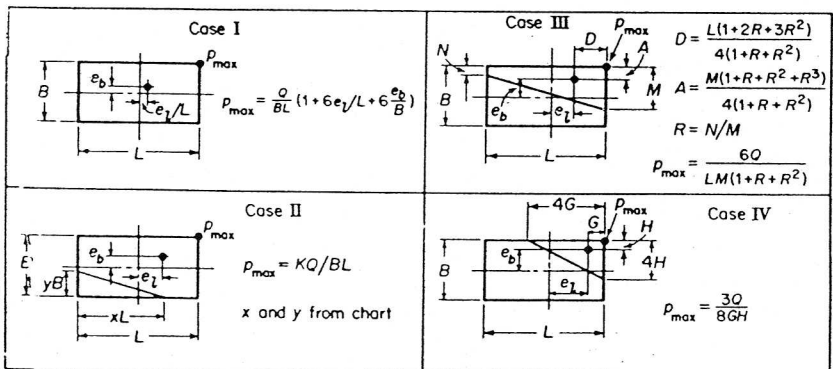 Case I
p_max
B
e_b
e_l/L
L
p_max = Q/BL (1 + 6e_l/L + 6 e_b/B)
Case III
D
p_max
N
A
B
M
e_b
e_l
L
D = L(1+2R+3R²)/4(1+R+R²)
A = M(1+R+R²+R³)/4(1+R+R²)
R = N/M
p_max = 6Q/LM(1+R+R²)
Case II
p_max
e_b
yB
e_l
xL
L
p_max = KQ/BL
x and y from chart
Case IV
4G
p_max
G
H
B
e_b
4H
e_l
L
p_max = 3Q/8GH